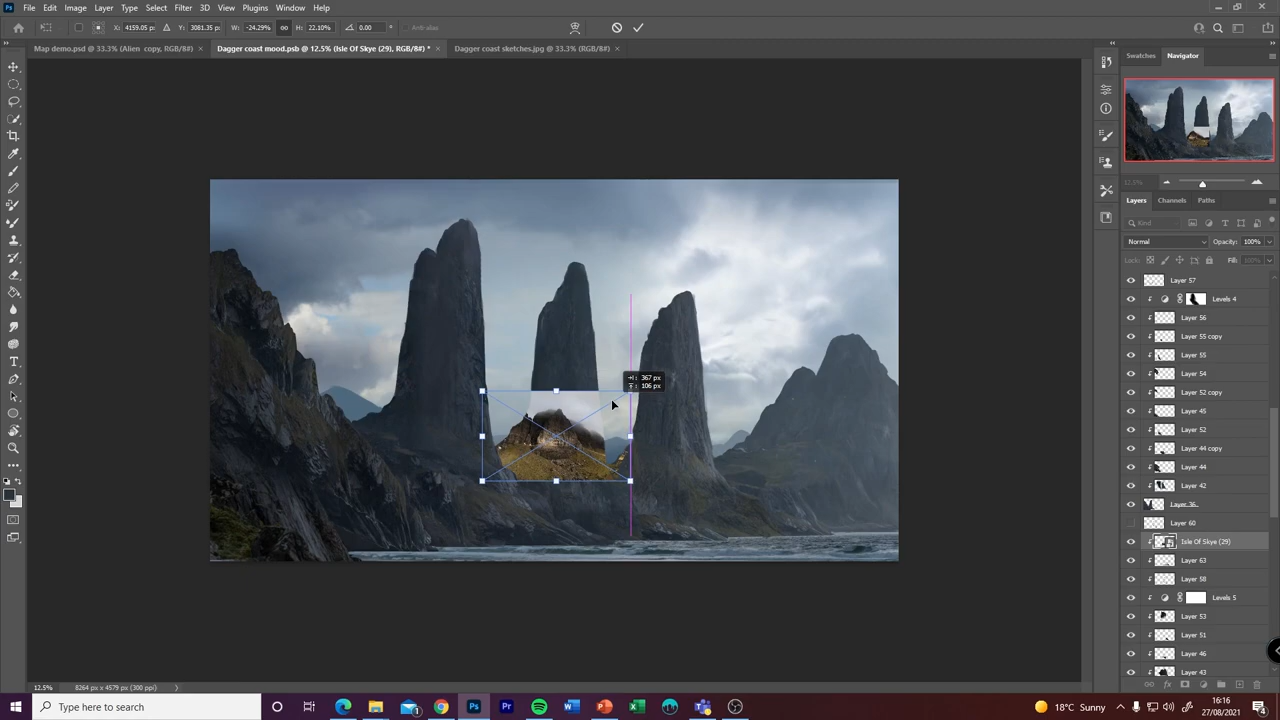 File Edit Image Layer Type Select Filter 3D View Plugins Window Help
X: 4159.05 px Y: 3081.35 px W: -24.29% H: 22.10% 0.00 ° Anti-alias
Map demo.psd @ 33.3% (Alien copy, RGB/8#) × Dagger coast mood.psb @ 12.5% (Isle Of Skye (29), RGB/8#) * × Dagger coast sketches.jpg @ 33.3% (RGB/8#) ×
Swatches Navigator
12.5%
Layers Channels Paths
Kind
Normal Opacity: 100%
Lock: Fill: 100%
Layer 57
Levels 4
Layer 56
Layer 55 copy
Layer 55
Layer 54
Layer 52 copy
Layer 45
Layer 52
Layer 44 copy
Layer 44
Layer 42
Layer 36
Layer 60
Isle Of Skye (29)
Layer 63
Layer 58
Levels 5
Layer 53
Layer 51
Layer 46
Layer 43
367 px
106 px
12.5% 8264 px x 4579 px (300 ppi)
Type here to search
18°C Sunny
16:16
27/08/2021